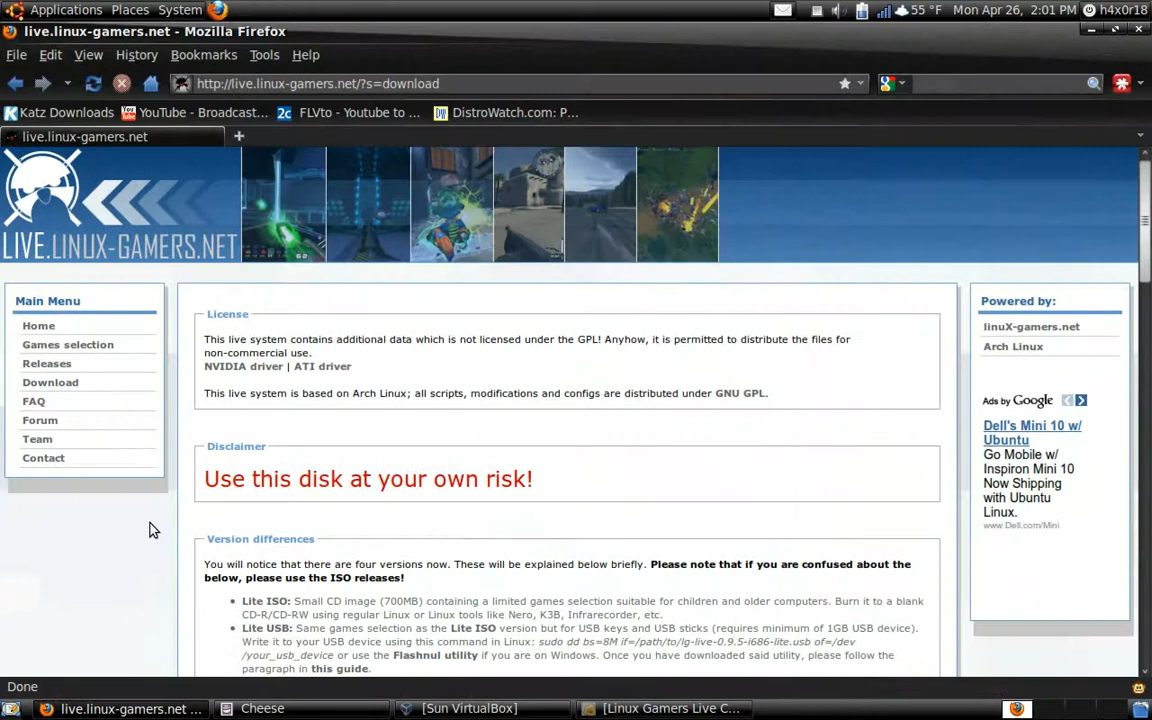 Applications Places System 55 °F Mon Apr 26, 2:01 PM h4x0r18
live.linux-gamers.net - Mozilla Firefox
File Edit View History Bookmarks Tools Help
http://live.linux-gamers.net/?s=download
Katz Downloads YouTube - Broadcast... FLVto - Youtube to ... DistroWatch.com: P...
live.linux-gamers.net
LIVE.LINUX-GAMERS.NET
Main Menu
Home
Games selection
Releases
Download
FAQ
Forum
Team
Contact
License
This live system contains additional data which is not licensed under the GPL! Anyhow, it is permitted to distribute the files for
non-commercial use.
NVIDIA driver | ATI driver
This live system is based on Arch Linux; all scripts, modifications and configs are distributed under GNU GPL.
Disclaimer
Use this disk at your own risk!
Version differences
You will notice that there are four versions now. These will be explained below briefly. Please note that if you are confused about the
below, please use the ISO releases!
• Lite ISO: Small CD image (700MB) containing a limited games selection suitable for children and older computers. Burn it to a blank
CD-R/CD-RW using regular Linux or Linux tools like Nero, K3B, Infrarecorder, etc.
• Lite USB: Same games selection as the Lite ISO version but for USB keys and USB sticks (requires minimum of 1GB USB device).
Write it to your USB device using this command in Linux: sudo dd bs=8M if=/path/to/lg-live-0.9.5-i686-lite.usb of=/dev
/your_usb_device or use the Flashnul utility if you are on Windows. Once you have downloaded said utility, please follow the
paragraph in this guide.
Powered by:
linuX-gamers.net
Arch Linux
Ads by Google
Dell's Mini 10 w/
Ubuntu
Go Mobile w/
Inspiron Mini 10
Now Shipping
with Ubuntu
Linux.
www.Dell.com/Mini
Done
live.linux-gamers.net ... Cheese [Sun VirtualBox] [Linux Gamers Live C...